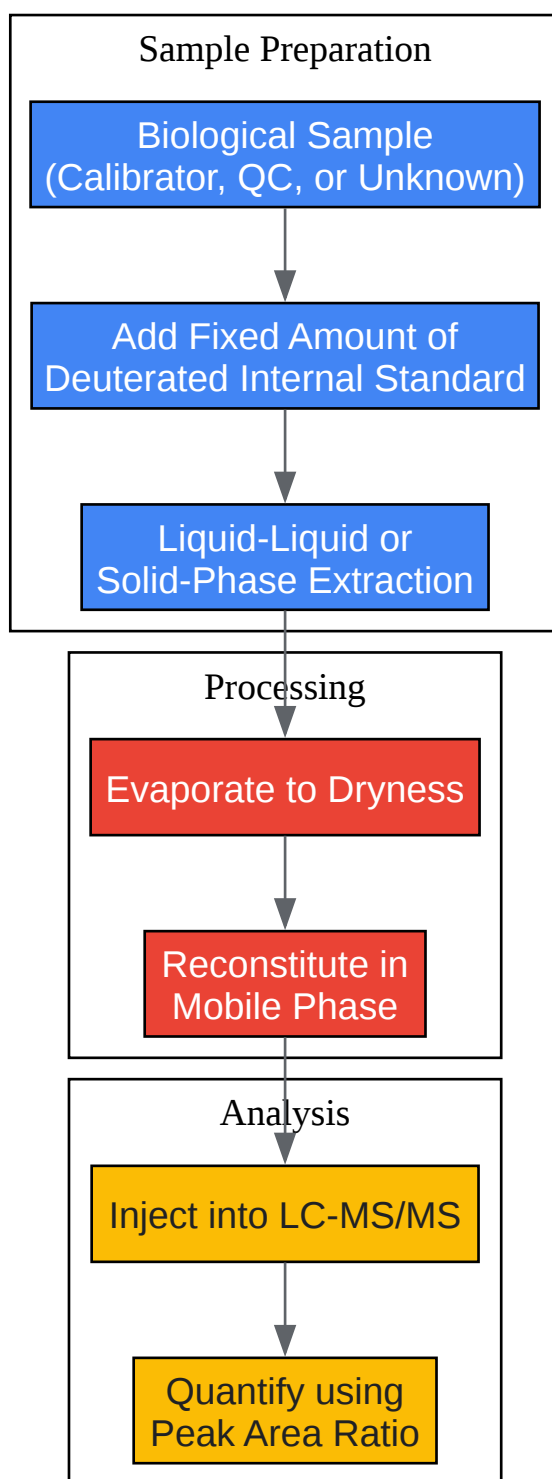 Sample Preparation
Biological Sample
(Calibrator, QC, or Unknown)
Add Fixed Amount of
Deuterated Internal Standard
Liquid-Liquid or
Solid-Phase Extraction
Processing
Evaporate to Dryness
Reconstitute in
Mobile Phase
Analysis
Inject into LC-MS/MS
Quantify using
Peak Area Ratio